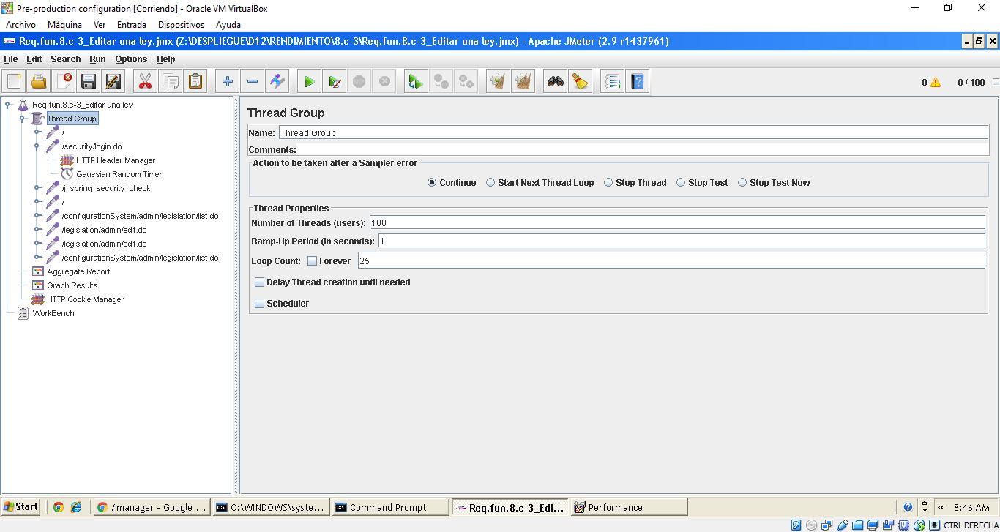 Pre-production configuration [Corriendo] - Oracle VM VirtualBox
Archivo Máquina Ver Entrada Dispositivos Ayuda
Req.fun.8.c-3_Editar una ley.jmx (Z:\DESPLIEGUE\D12\RENDIMIENTO\8.c-3\Req.fun.8.c-3_Editar una ley.jmx) - Apache JMeter (2.9 r1437961)
File Edit Search Run Options Help
0 0 / 100
Req.fun.8.c-3_Editar una ley
Thread Group
/
/security/login.do
HTTP Header Manager
Gaussian Random Timer
/j_spring_security_check
/
/configurationSystem/admin/legislation/list.do
/legislation/admin/edit.do
/legislation/admin/edit.do
/configurationSystem/admin/legislation/list.do
Aggregate Report
Graph Results
HTTP Cookie Manager
WorkBench
Thread Group
Name: Thread Group
Comments:
Action to be taken after a Sampler error
Continue Start Next Thread Loop Stop Thread Stop Test Stop Test Now
Thread Properties
Number of Threads (users): 100
Ramp-Up Period (in seconds): 1
Loop Count: Forever 25
Delay Thread creation until needed
Scheduler
Start /manager - Google ... C:\WINDOWS\syste... Command Prompt Req.fun.8.c-3_Edi... Performance « 8:46 AM
CTRL DERECHA